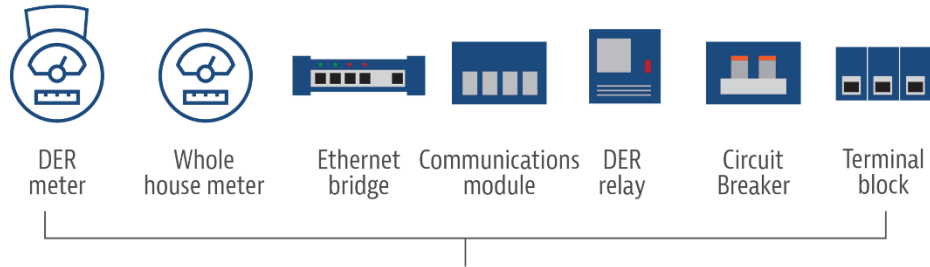 DER
meter
Whole
house meter
Ethernet
bridge
Communications
module
DER
relay
Circuit
Breaker
Terminal
block